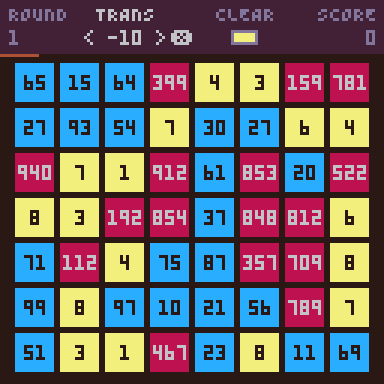 ROUND TRANS CLEAR SCORE
1 < -10 > 0
65 15 64 399 4 3 159 781
27 93 54 7 30 27 6 4
940 7 1 912 61 853 20 522
8 3 192 854 37 848 812 6
71 112 4 75 87 357 709 8
99 8 97 10 21 56 789 7
51 3 1 467 23 8 11 69